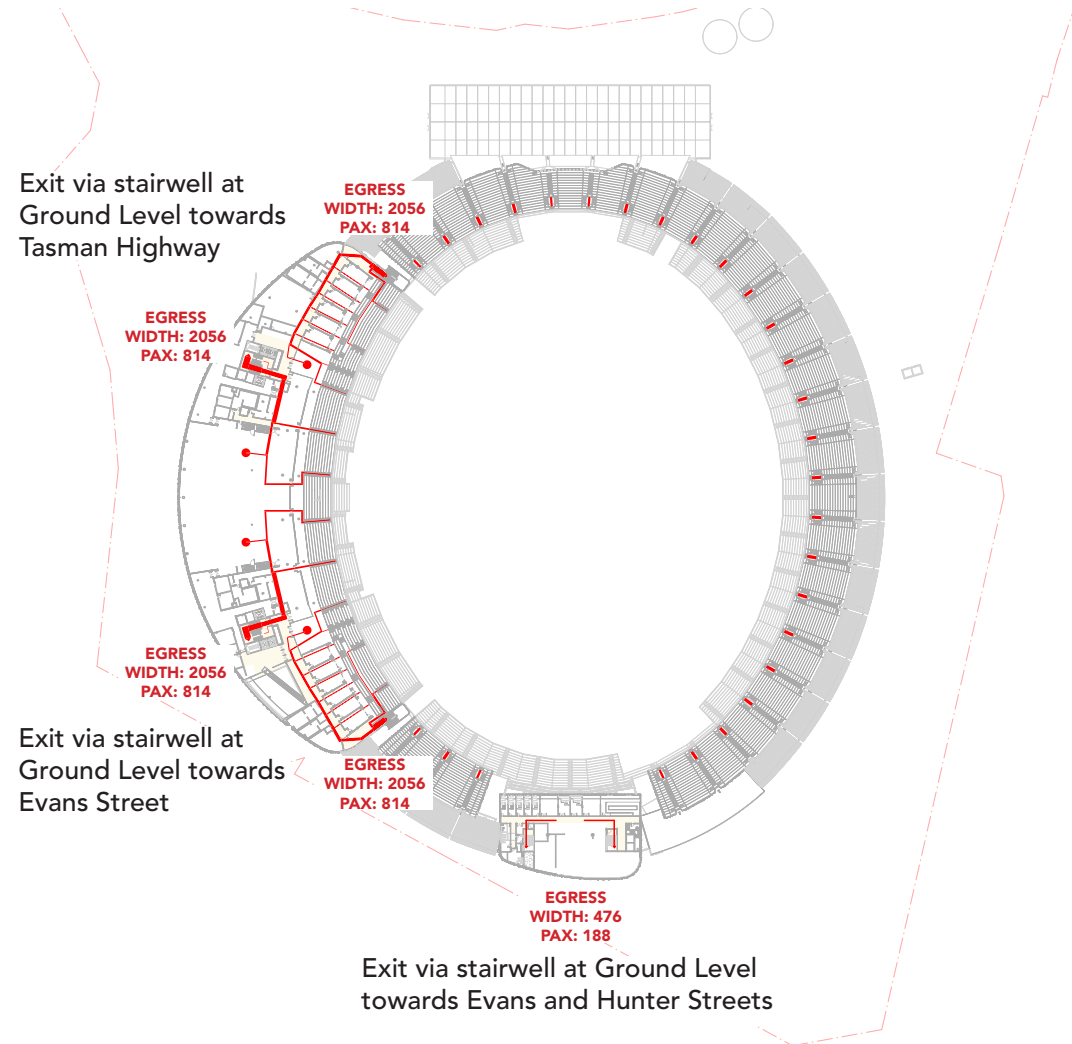 Exit via stairwell at
Ground Level towards
Tasman Highway
EGRESS
WIDTH: 2056
PAX: 814
EGRESS
WIDTH: 2056
PAX: 814
EGRESS
WIDTH: 2056
PAX: 814
Exit via stairwell at
Ground Level towards
Evans Street
EGRESS
WIDTH: 2056
PAX: 814
EGRESS
WIDTH: 476
PAX: 188
Exit via stairwell at Ground Level
towards Evans and Hunter Streets